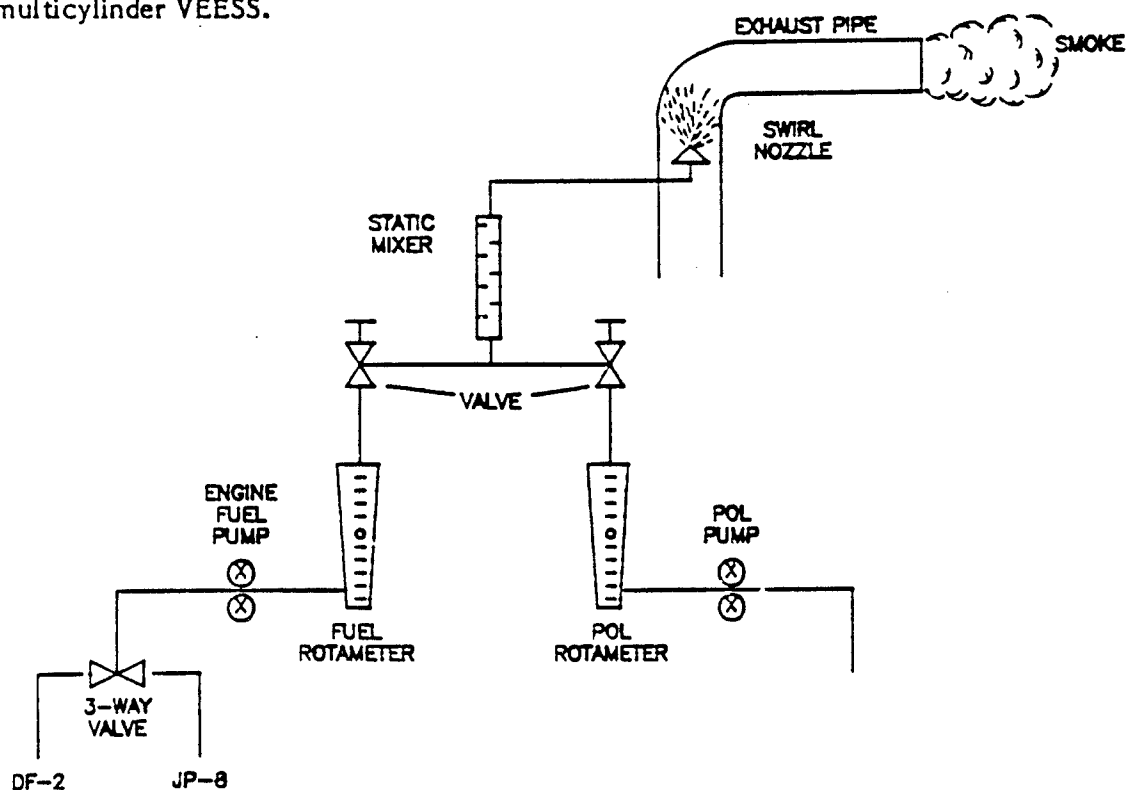 multicylinder VEESS.
EXHAUST PIPE
SMOKE
SWIRL
NOZZLE
STATIC
MIXER
VALVE
ENGINE
FUEL
PUMP
POL
PUMP
FUEL
ROTAMETER
POL
ROTAMETER
3-WAY
VALVE
DF-2
JP-8